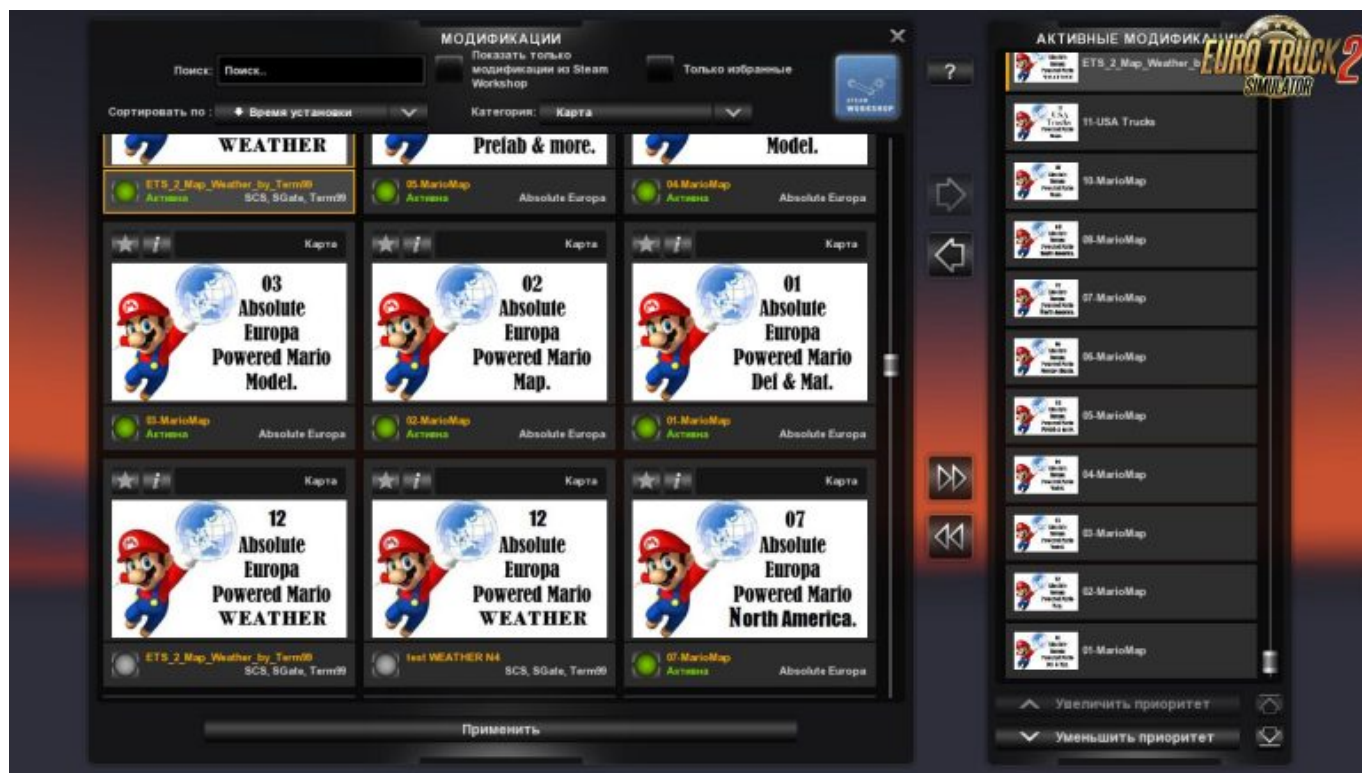 МОДИФИКАЦИИ
Поиск: Поиск..
Показать только
модификации из Steam
Workshop
Только избранные
STEAM
WORKSHOP
Сортировать по : Время установки
Категория: Карта
WEATHER
ETS_2_Map_Weather_by_Term99
Активна
SCS, SGate, Term99
Prefab & more.
05-MarioMap
Активна
Absolute Europa
Model.
04-MarioMap
Активна
Absolute Europa
Карта
03
Absolute
Europa
Powered Mario
Model.
03-MarioMap
Активна
Absolute Europa
Карта
02
Absolute
Europa
Powered Mario
Map.
02-MarioMap
Активна
Absolute Europa
Карта
01
Absolute
Europa
Powered Mario
Def & Mat.
01-MarioMap
Активна
Absolute Europa
Карта
12
Absolute
Europa
Powered Mario
WEATHER
ETS_2_Map_Weather_by_Term99
SCS, SGate, Term99
Карта
12
Absolute
Europa
Powered Mario
WEATHER
test WEATHER N4
SCS, SGate, Term99
Карта
07
Absolute
Europa
Powered Mario
North America.
07-MarioMap
Активна
Absolute Europa
Применить
?
АКТИВНЫЕ МОДИФИКАЦИИ
EURO TRUCK 2
SIMULATOR
ETS_2_Map_Weather_b
11-USA Trucks
10-MarioMap
08-MarioMap
07-MarioMap
06-MarioMap
05-MarioMap
04-MarioMap
03-MarioMap
02-MarioMap
01-MarioMap
Увеличить приоритет
Уменьшить приоритет